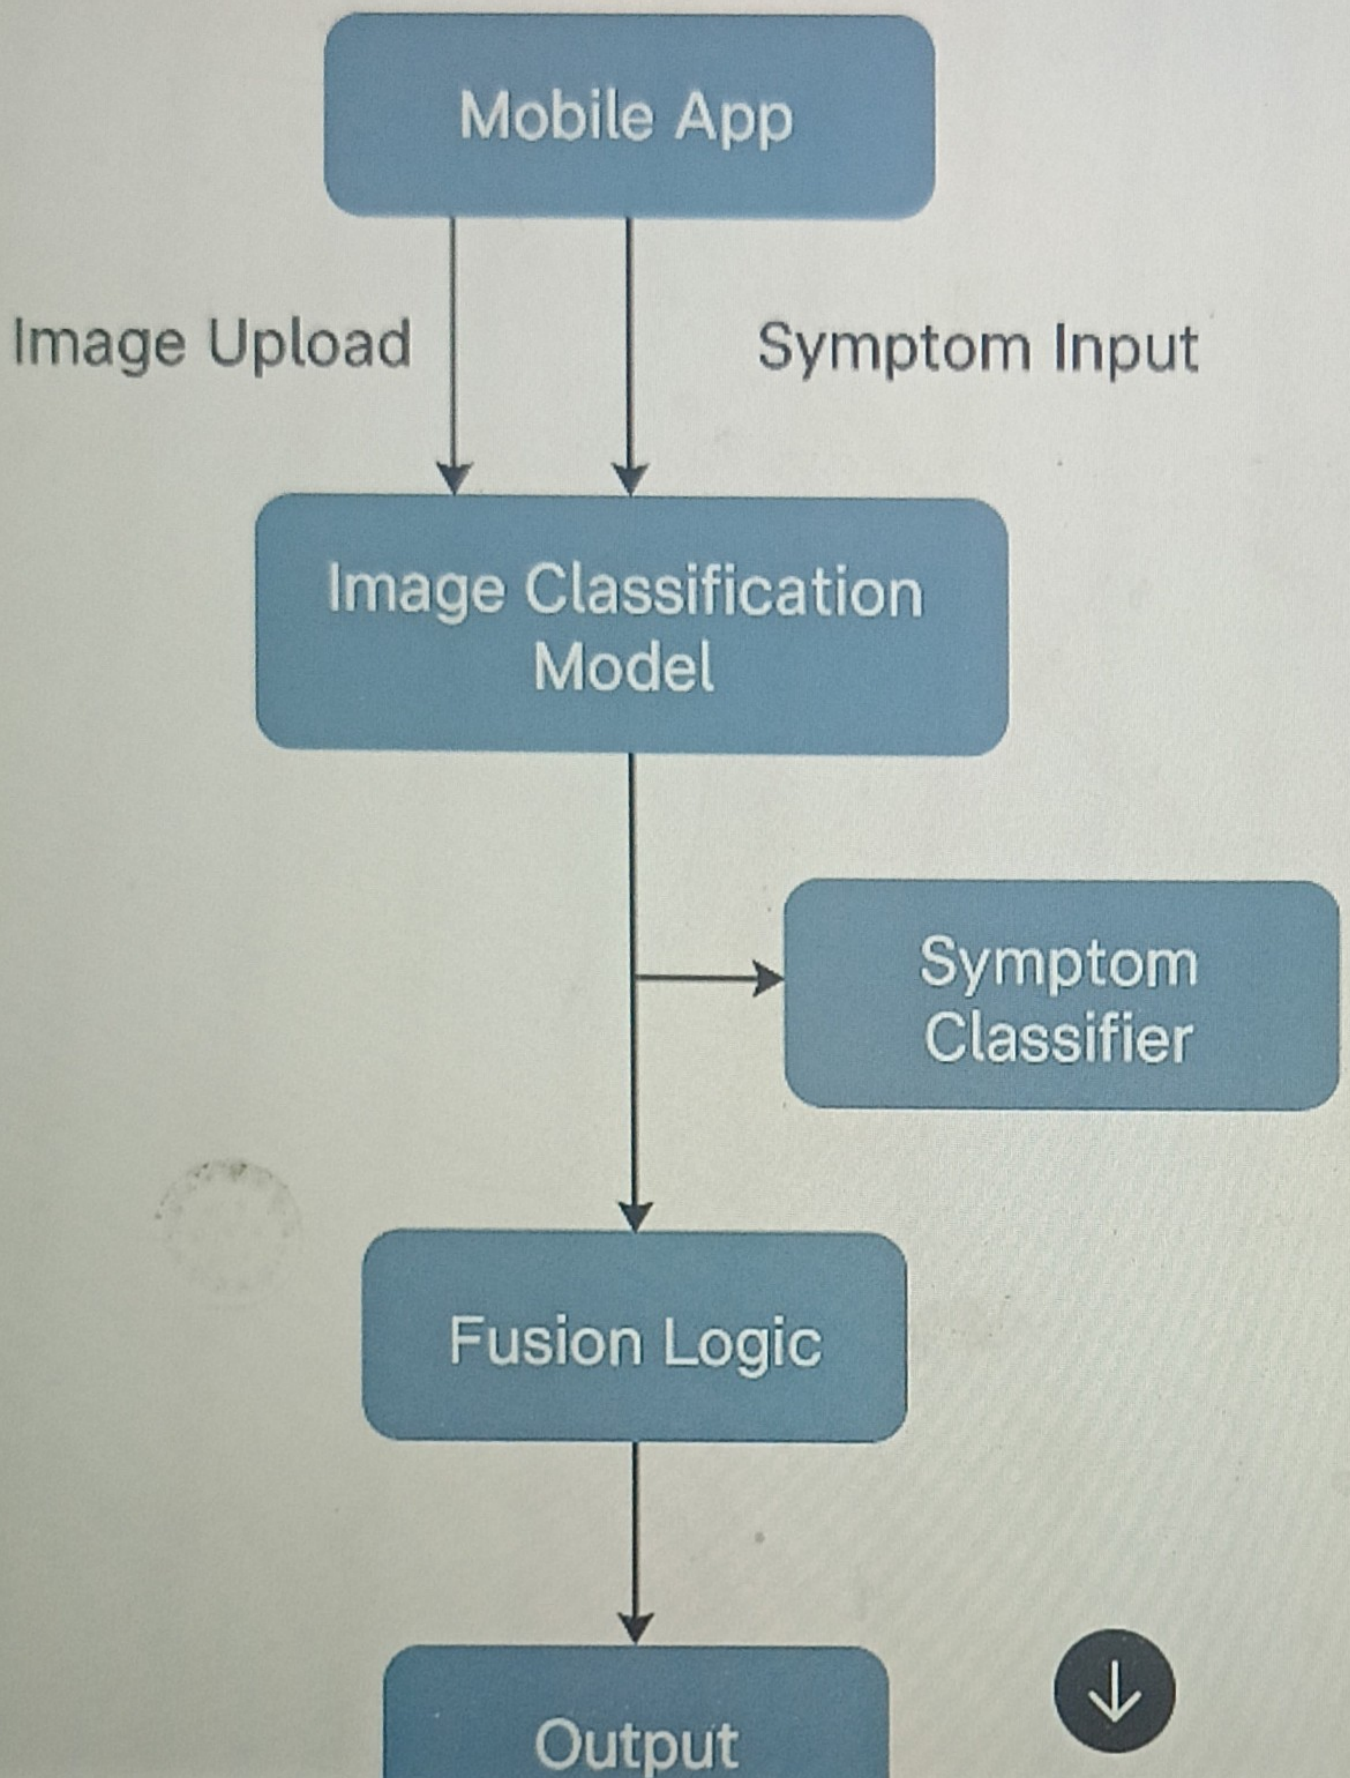 Mobile App
Image Upload
Symptom Input
Image Classification
Model
Symptom
Classifier
Fusion Logic
Output